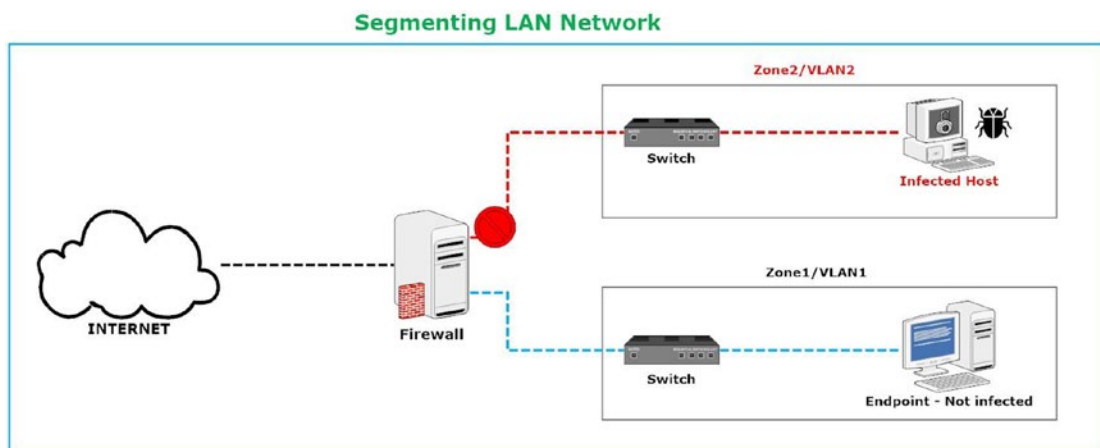 Segmenting LAN Network
Zone2/VLAN2
Switch
Infected Host
Zone1/VLAN1
INTERNET
Firewall
Switch
Endpoint - Not infected